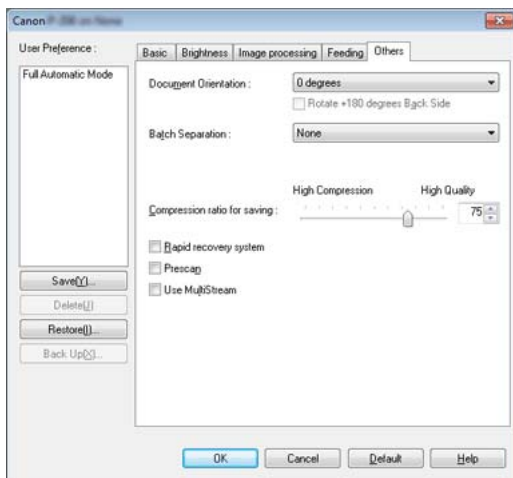 Canon
User Preference :
Full Automatic Mode
Save(Y)...
Delete(J)
Restore(I)...
Back Up(X)...
Basic Brightness Image processing Feeding Others
Document Orientation : 0 degrees
Rotate +180 degrees Back Side
Batch Separation : None
High Compression High Quality
Compression ratio for saving : 75
Rapid recovery system
Prescan
Use MultiStream
OK Cancel Default Help